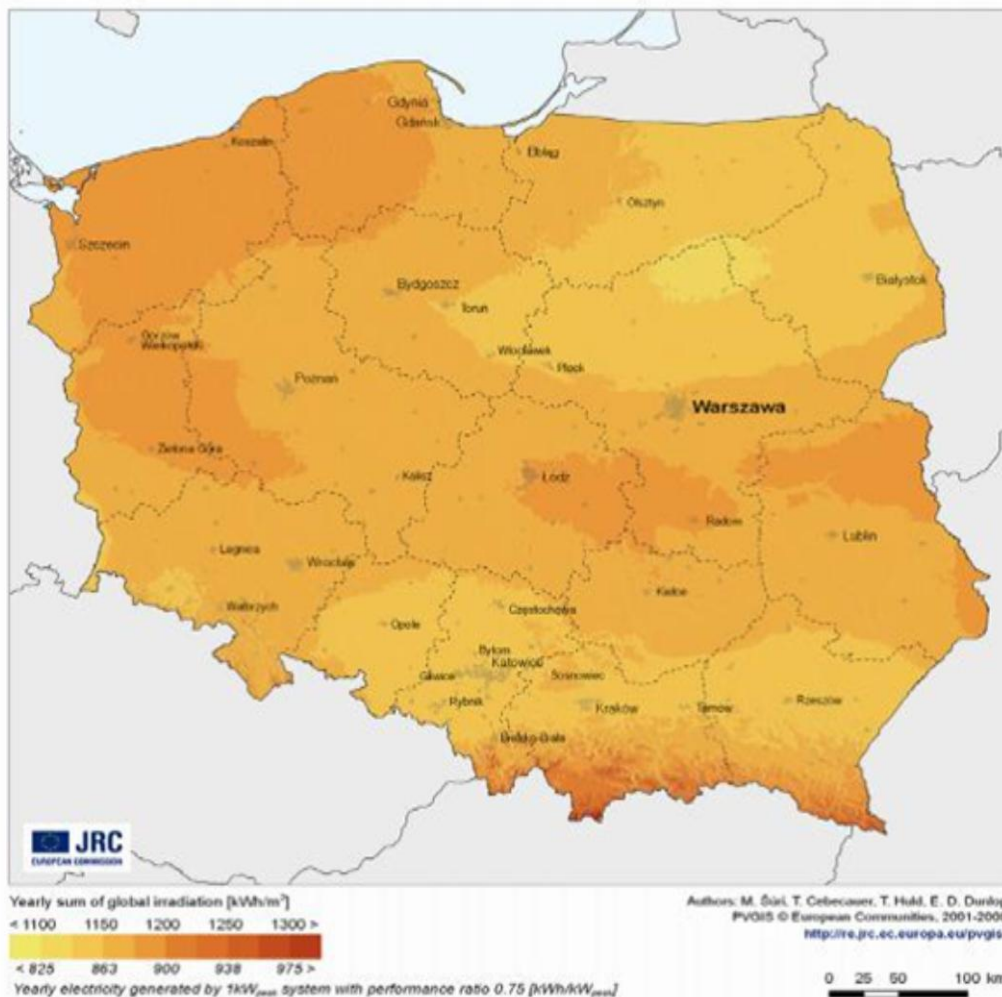 Gdynia
Gdańsk
Koszalin
Elbląg
Olsztyn
Szczecin
Białystok
Bydgoszcz
Toruń
Gorzów
Wielkopolski
Włocławek
Płock
Poznań
Warszawa
Zielona Góra
Kalisz
Łódź
Radom
Lublin
Legnica
Wrocław
Kielce
Wałbrzych
Częstochowa
Opole
Bytom
Katowice
Gliwice
Sosnowiec
Rybnik
Kraków
Tarnów
Rzeszów
Bielsko-Biała
JRC
EUROPEAN COMMISSION
Yearly sum of global irradiation [kWh/m²]
< 1100 1150 1200 1250 1300 >
< 825 863 900 938 975 >
Yearly electricity generated by 1kWpeak system with performance ratio 0.75 [kWh/kWpeak]
Authors: M. Šúri, T. Cebecauer, T. Huld, E. D. Dunlop
PVGIS © European Communities, 2001-200
http://re.jrc.ec.europa.eu/pvgis
0 25 50 100 km